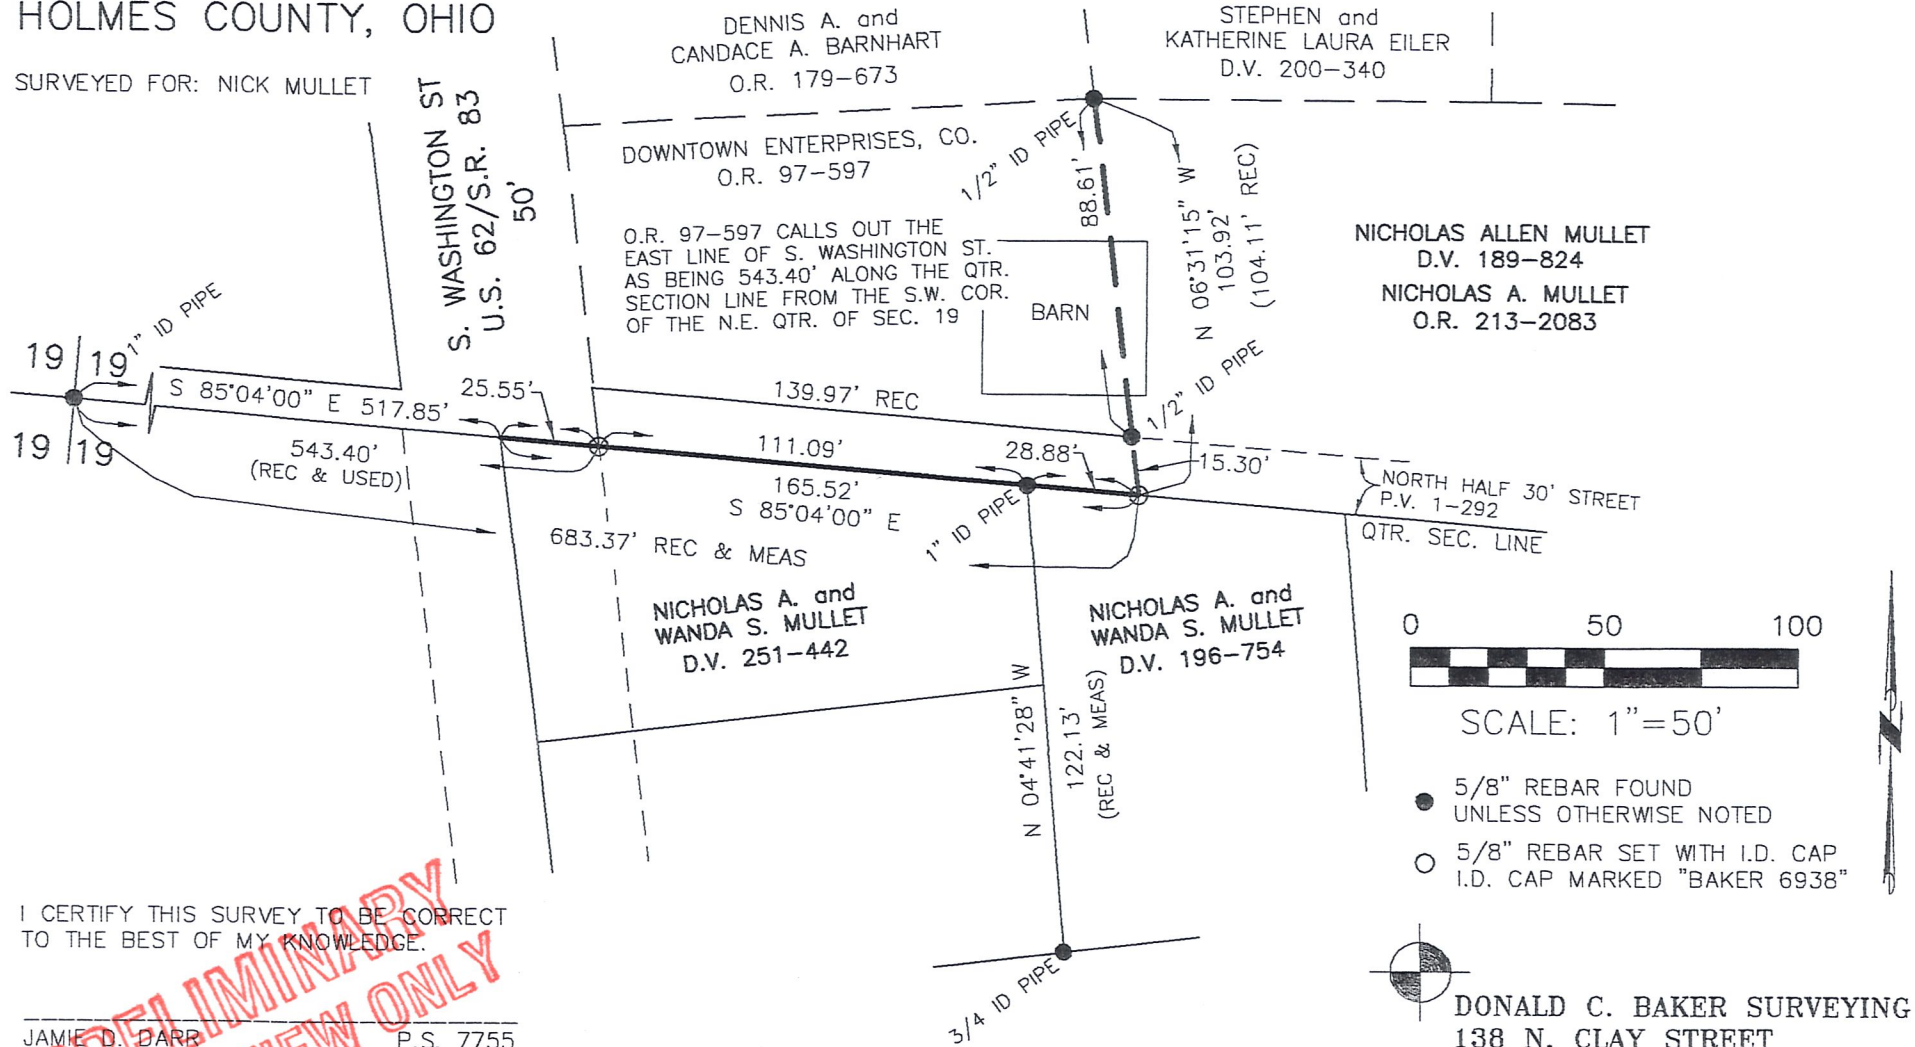 HOLMES COUNTY, OHIO
SURVEYED FOR: NICK MULLET
S. WASHINGTON ST
U.S. 62/S.R. 83
50'
DENNIS A. and
CANDACE A. BARNHART
O.R. 179-673
STEPHEN and
KATHERINE LAURA EILER
D.V. 200-340
DOWNTOWN ENTERPRISES, CO.
O.R. 97-597
1/2" ID PIPE
88.61'
N 06°31'15" W
103.92'
(104.11' REC)
O.R. 97-597 CALLS OUT THE
EAST LINE OF S. WASHINGTON ST.
AS BEING 543.40' ALONG THE QTR.
SECTION LINE FROM THE S.W. COR.
OF THE N.E. QTR. OF SEC. 19
BARN
NICHOLAS ALLEN MULLET
D.V. 189-824
NICHOLAS A. MULLET
O.R. 213-2083
19 19
19 19
1" ID PIPE
S 85°04'00" E 517.85'
25.55'
139.97' REC
1/2" ID PIPE
543.40'
(REC & USED)
111.09'
28.88'
15.30'
165.52'
S 85°04'00" E
1" ID PIPE
683.37' REC & MEAS
NORTH HALF 30' STREET
P.V. 1-292
QTR. SEC. LINE
NICHOLAS A. and
WANDA S. MULLET
D.V. 251-442
NICHOLAS A. and
WANDA S. MULLET
D.V. 196-754
N 04°41'28" W
122.13'
(REC & MEAS)
3/4 ID PIPE
0 50 100
SCALE: 1"=50'
5/8" REBAR FOUND
UNLESS OTHERWISE NOTED
5/8" REBAR SET WITH I.D. CAP
I.D. CAP MARKED "BAKER 6938"
I CERTIFY THIS SURVEY TO BE CORRECT
TO THE BEST OF MY KNOWLEDGE.
PRELIMINARY
VIEW ONLY
JAMIE D. DARR P.S. 7755
DONALD C. BAKER SURVEYING
138 N. CLAY STREET